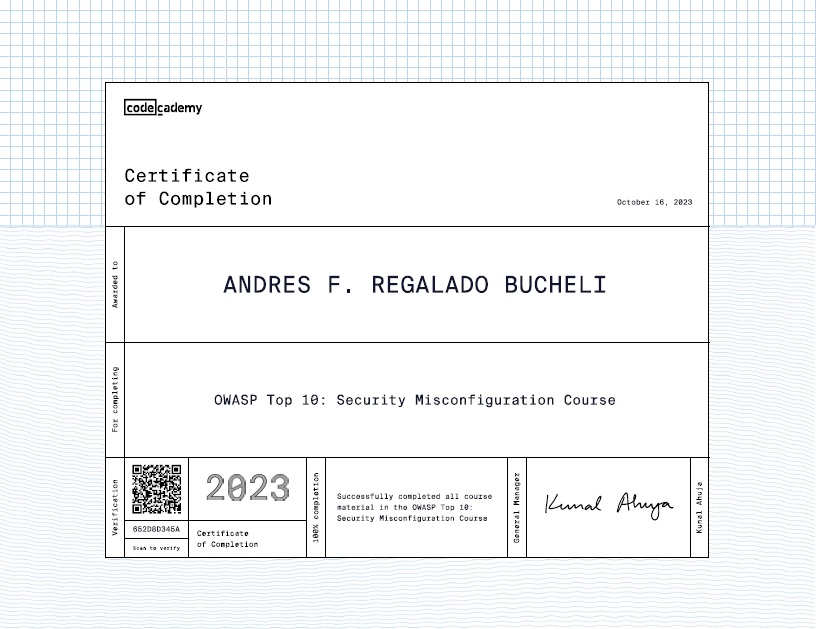 codecademy
Certificate
of Completion
October 16, 2023
Awarded to
ANDRES F. REGALADO BUCHELI
For completing
OWASP Top 10: Security Misconfiguration Course
Verification
652D8D345A
Scan to verify
2023
Certificate
of Completion
100% completion
Successfully completed all course
material in the OWASP Top 10:
Security Misconfiguration Course
General Manager
Kunal Ahuja
Kunal Ahuja